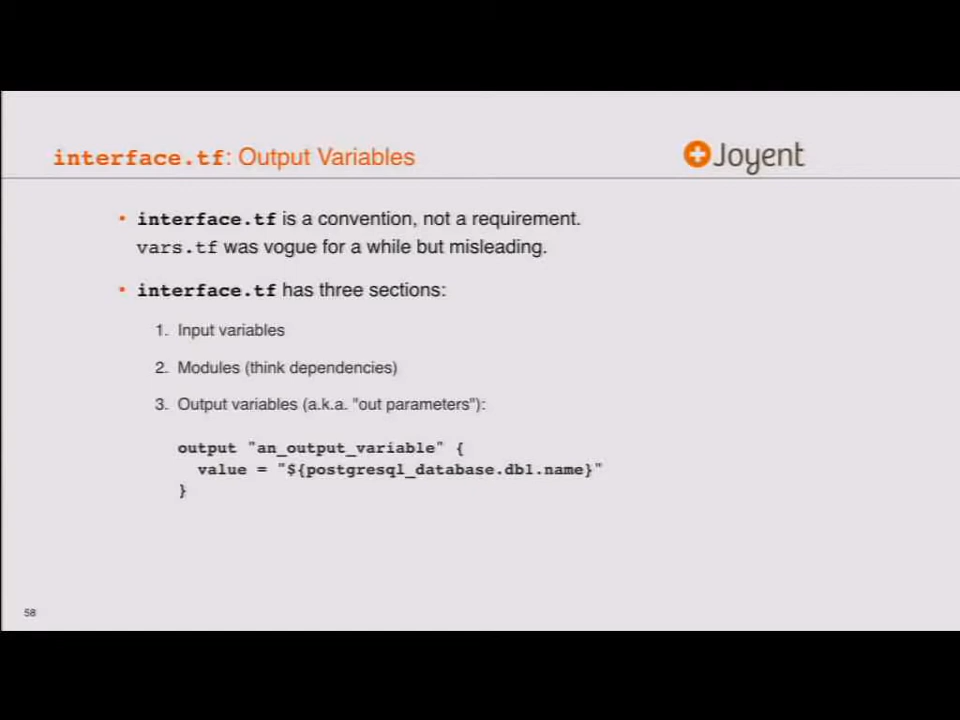 interface.tf: Output Variables
Joyent
• interface.tf is a convention, not a requirement.
vars.tf was vogue for a while but misleading.
• interface.tf has three sections:
1. Input variables
2. Modules (think dependencies)
3. Output variables (a.k.a. "out parameters"):
output "an_output_variable" {
value = "${postgresql_database.db1.name}"
}
58